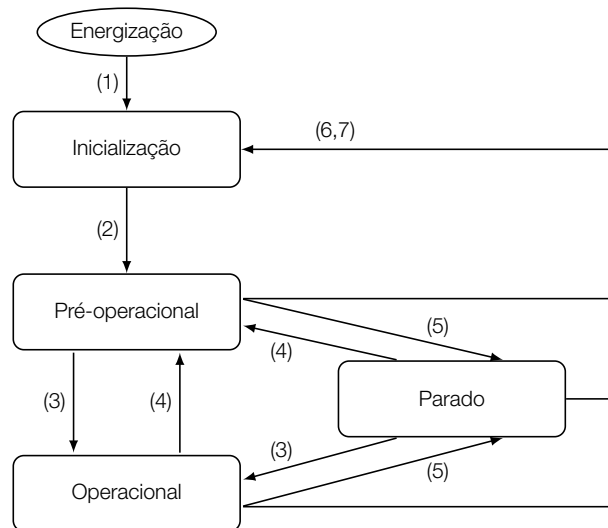 Energização
(1)
Inicialização
(6,7)
(2)
Pré-operacional
(5)
(4)
(3)
(4)
Parado
(3)
(5)
Operacional